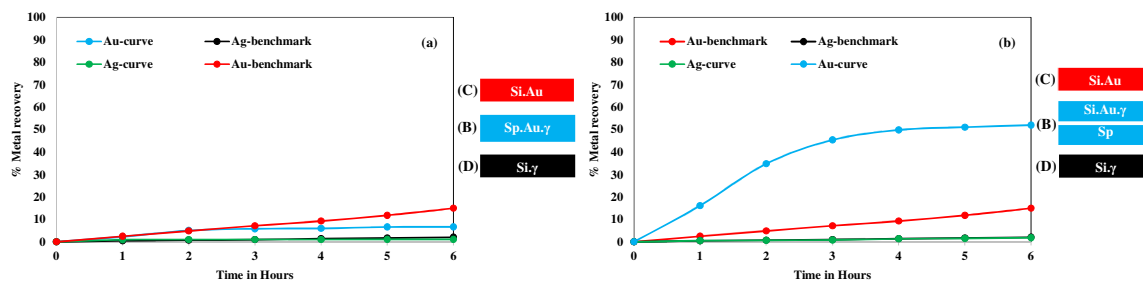 100
90
80
70
60
50
40
30
20
10
0
% Metal recovery
Au-curve
Ag-benchmark
(a)
Ag-curve
Au-benchmark
0 1 2 3 4 5 6
Time in Hours
(C) Si.Au
(B) Sp.Au.γ
(D) Si.γ
100
90
80
70
60
50
40
30
20
10
0
% Metal recovery
Au-benchmark
Ag-benchmark
(b)
Ag-curve
Au-curve
0 1 2 3 4 5 6
Time in Hours
(C) Si.Au
Si.Au.γ
(B)
Sp
(D) Si.γ